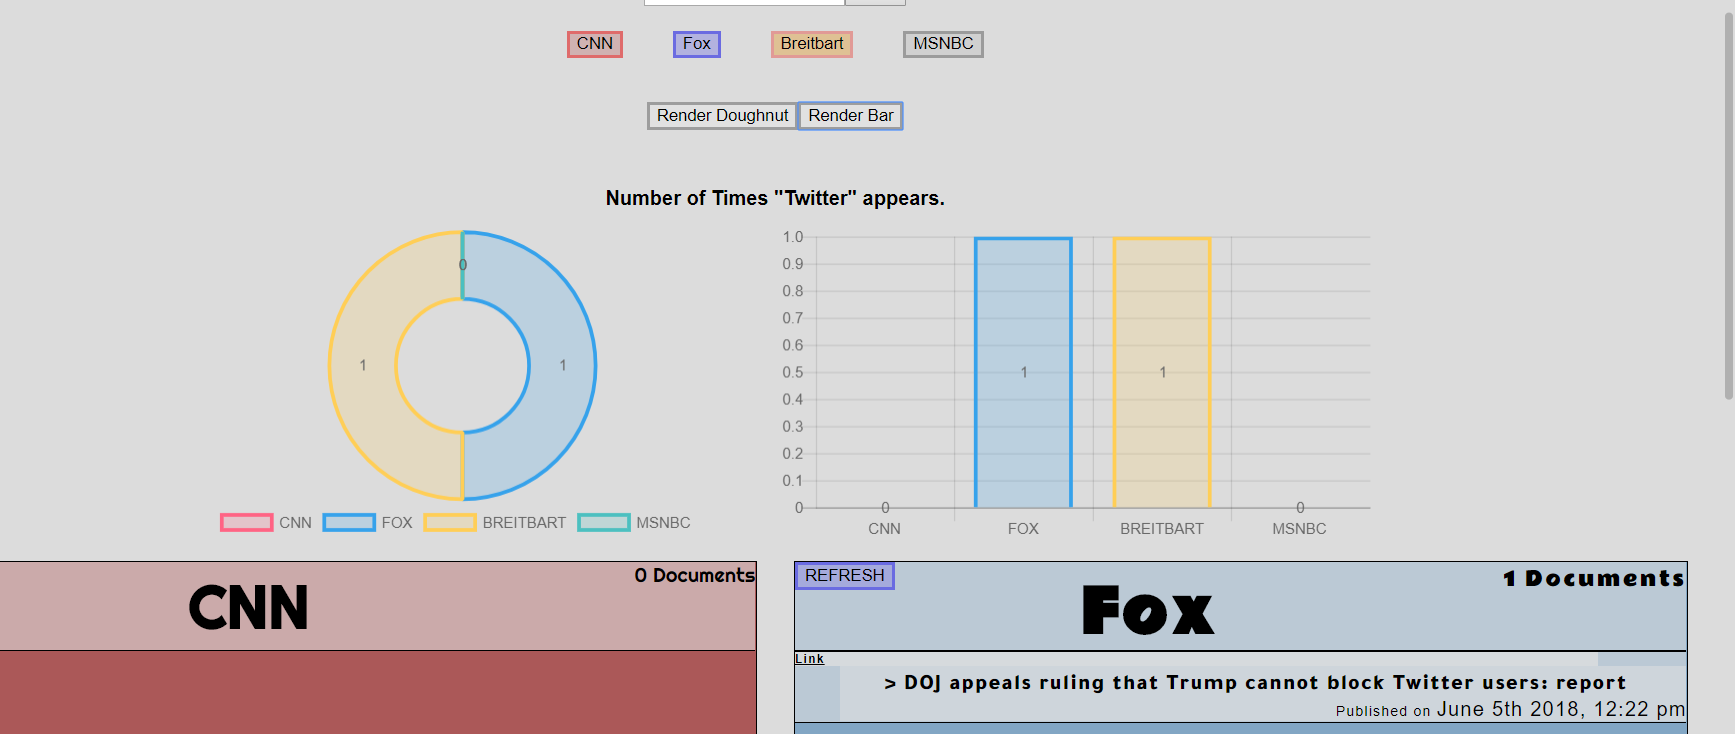 CNN Fox Breitbart MSNBC
Render Doughnut Render Bar
Number of Times "Twitter" appears.
0
1 1
CNN FOX BREITBART MSNBC
1.0
0.9
0.8
0.7
0.6
0.5
0.4
0.3
0.2
0.1
0
0 1 1 0
CNN FOX BREITBART MSNBC
0 Documents
CNN
REFRESH
1 Documents
Fox
Link
> DOJ appeals ruling that Trump cannot block Twitter users: report
Published on June 5th 2018, 12:22 pm